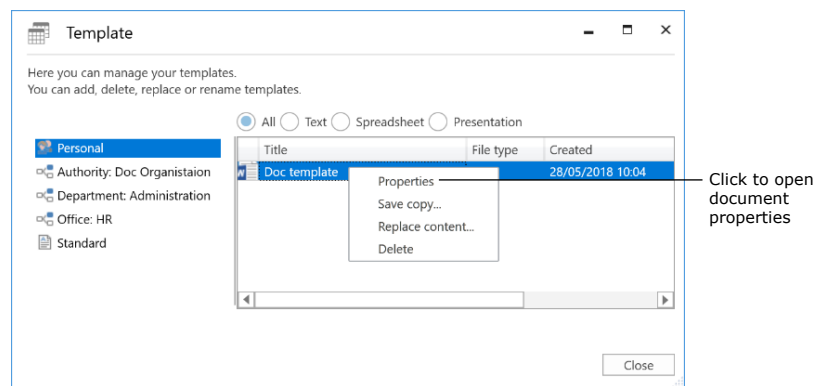 Template
Here you can manage your templates.
You can add, delete, replace or rename templates.
All Text Spreadsheet Presentation
Personal
Authority: Doc Organistaion
Department: Administration
Office: HR
Standard
Title File type Created
Doc template 28/05/2018 10:04
Properties
Save copy...
Replace content...
Delete
Click to open
document
properties
Close